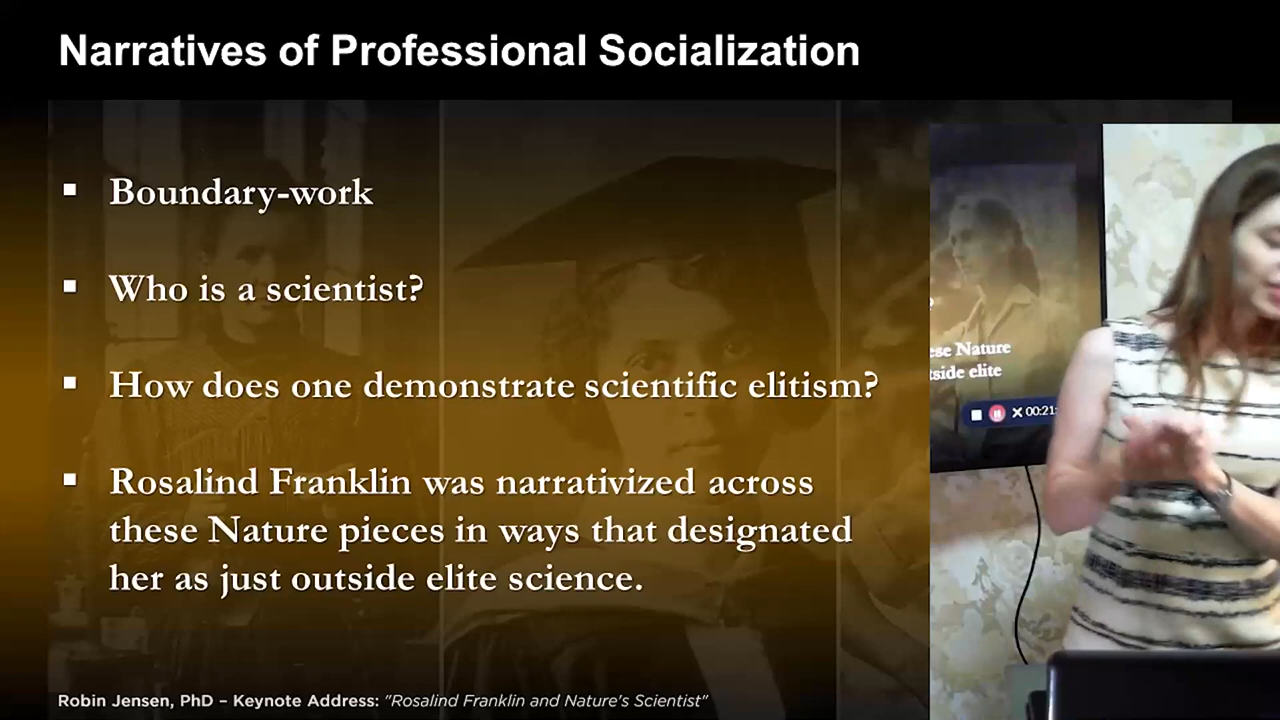 Narratives of Professional Socialization
▪ Boundary-work
▪ Who is a scientist?
▪ How does one demonstrate scientific elitism?
▪ Rosalind Franklin was narrativized across
these Nature pieces in ways that designated
her as just outside elite science.
Nature
elite
00:21
Robin Jensen, PhD – Keynote Address: "Rosalind Franklin and Nature's Scientist"